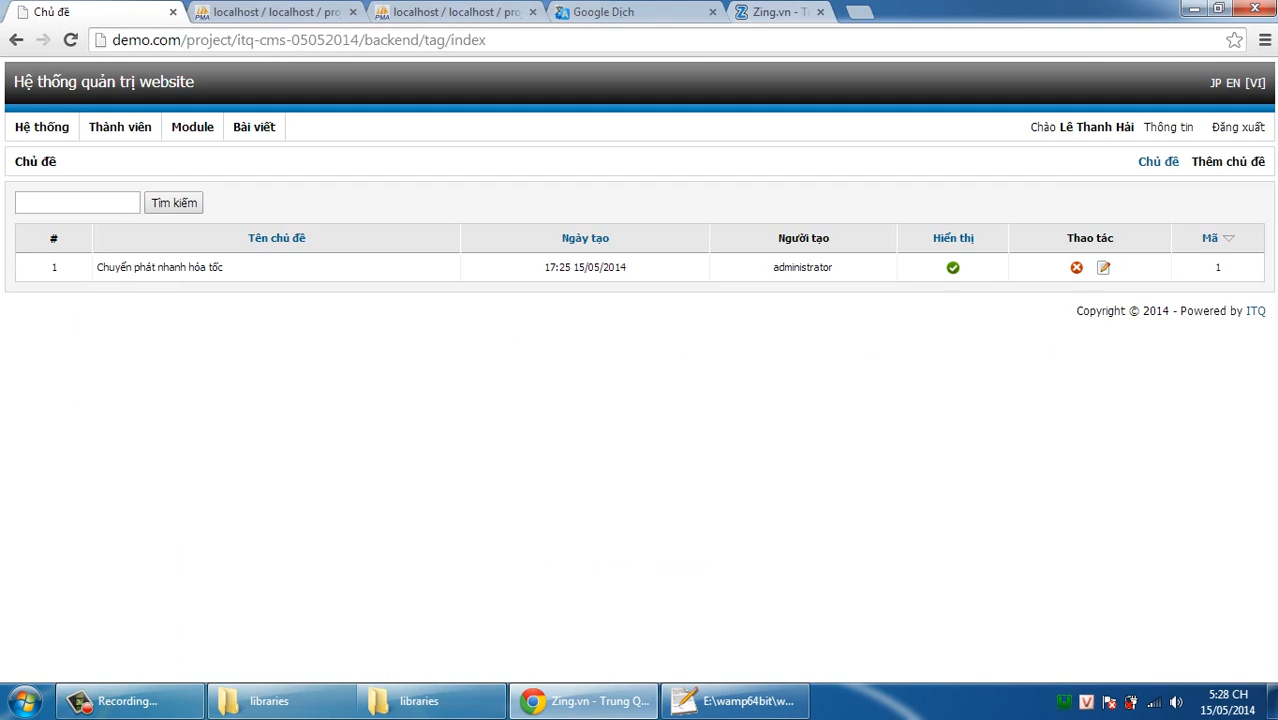 Chủ đề
localhost / localhost / pro
localhost / localhost / pro
Google Dịch
Zing.vn - T
demo.com/project/itq-cms-05052014/backend/tag/index
Hệ thống quản trị website
JP EN [VI]
Hệ thống Thành viên Module Bài viết
Chào Lê Thanh Hải Thông tin Đăng xuất
Chủ đề
Chủ đề Thêm chủ đề
Tìm kiếm
# Tên chủ đề Ngày tạo Người tạo Hiển thị Thao tác Mã
1 Chuyển phát nhanh hỏa tốc 17:25 15/05/2014 administrator 1
Copyright © 2014 - Powered by ITQ
Recording...
libraries
libraries
Zing.vn - Trung Q...
E:\wamp64bit\w...
5:28 CH
15/05/2014